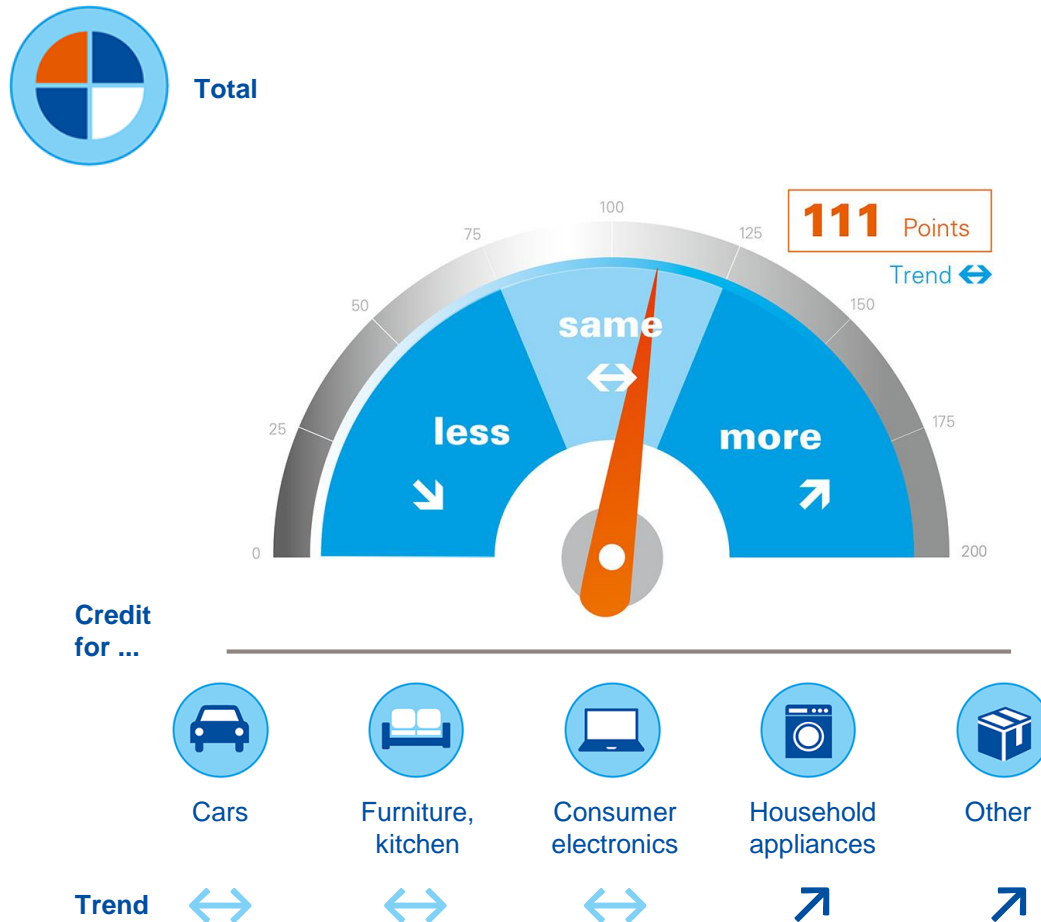 Total
111 Points
Trend
0
25
50
75
100
125
150
175
200
same
less
more
Credit
for ...
Cars
Furniture,
kitchen
Consumer
electronics
Household
appliances
Other
Trend